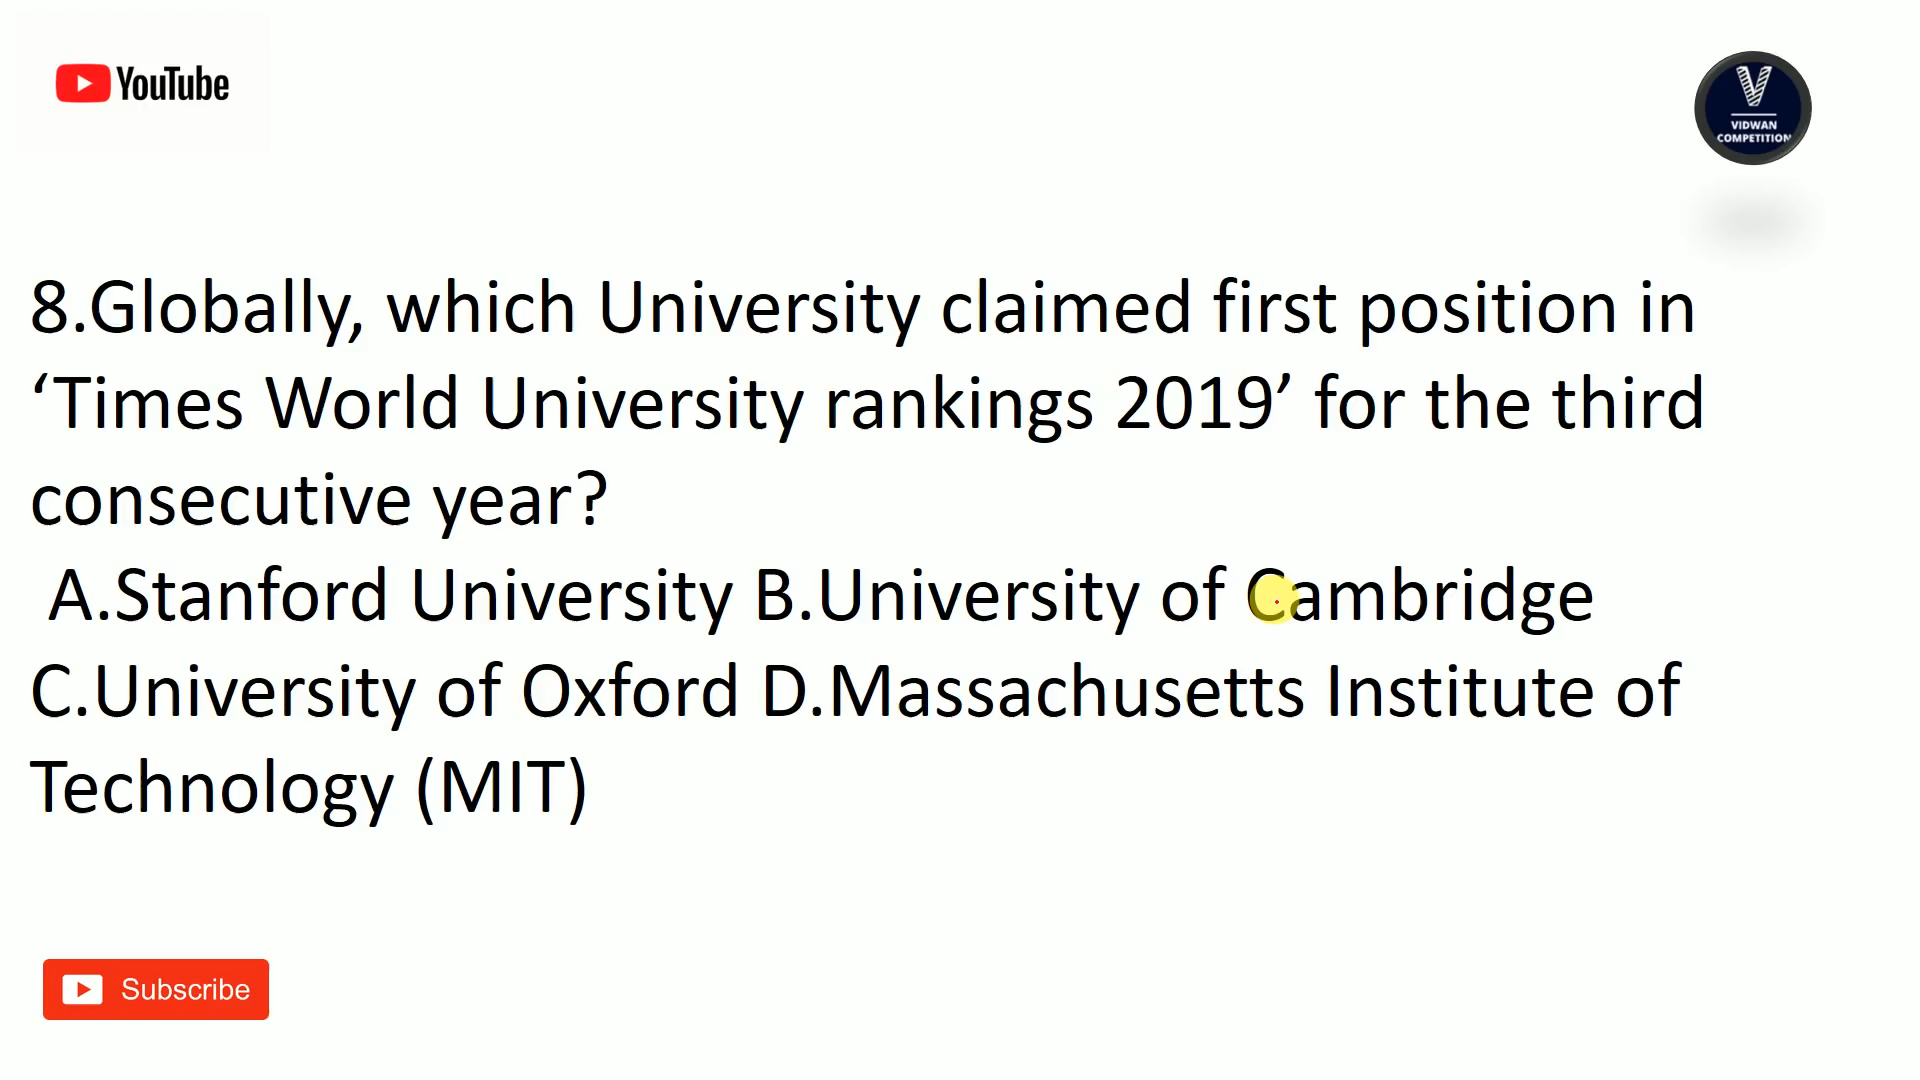 YouTube
V
VIDWAN
COMPETITION
8.Globally, which University claimed first position in
‘Times World University rankings 2019’ for the third
consecutive year?
A.Stanford University B.University of Cambridge
C.University of Oxford D.Massachusetts Institute of
Technology (MIT)
Subscribe